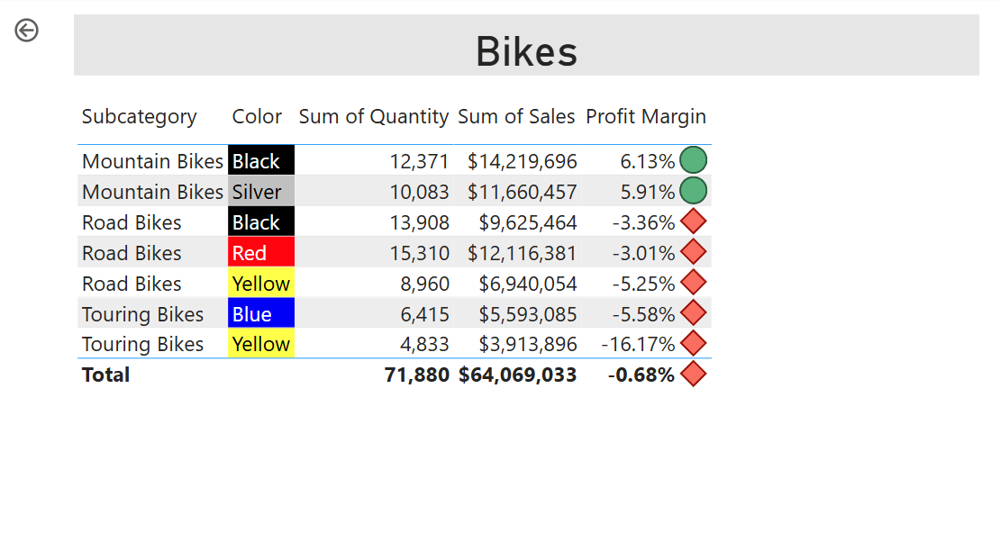 Bikes
Subcategory Color Sum of Quantity Sum of Sales Profit Margin
Mountain Bikes Black 12,371 $14,219,696 6.13%
Mountain Bikes Silver 10,083 $11,660,457 5.91%
Road Bikes Black 13,908 $9,625,464 -3.36%
Road Bikes Red 15,310 $12,116,381 -3.01%
Road Bikes Yellow 8,960 $6,940,054 -5.25%
Touring Bikes Blue 6,415 $5,593,085 -5.58%
Touring Bikes Yellow 4,833 $3,913,896 -16.17%
Total 71,880 $64,069,033 -0.68%